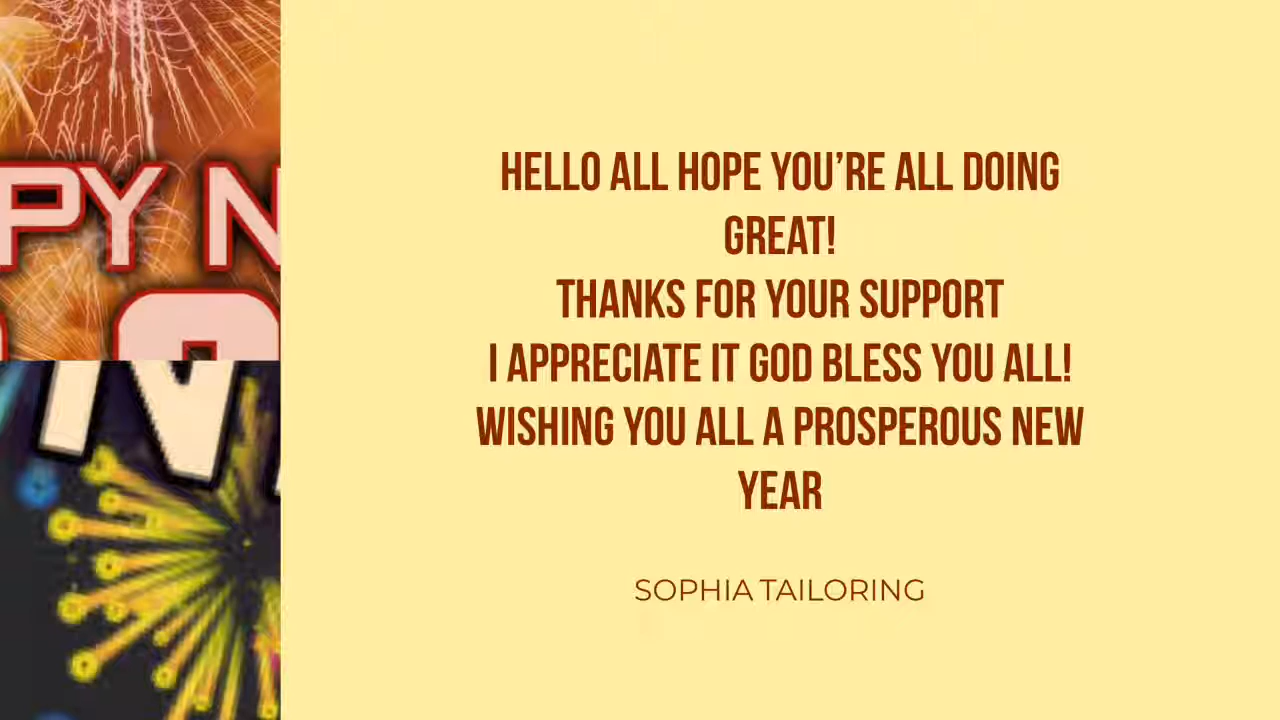 PY N
HELLO ALL HOPE YOU’RE ALL DOING
GREAT!
THANKS FOR YOUR SUPPORT
I APPRECIATE IT GOD BLESS YOU ALL!
WISHING YOU ALL A PROSPEROUS NEW
YEAR
SOPHIA TAILORING